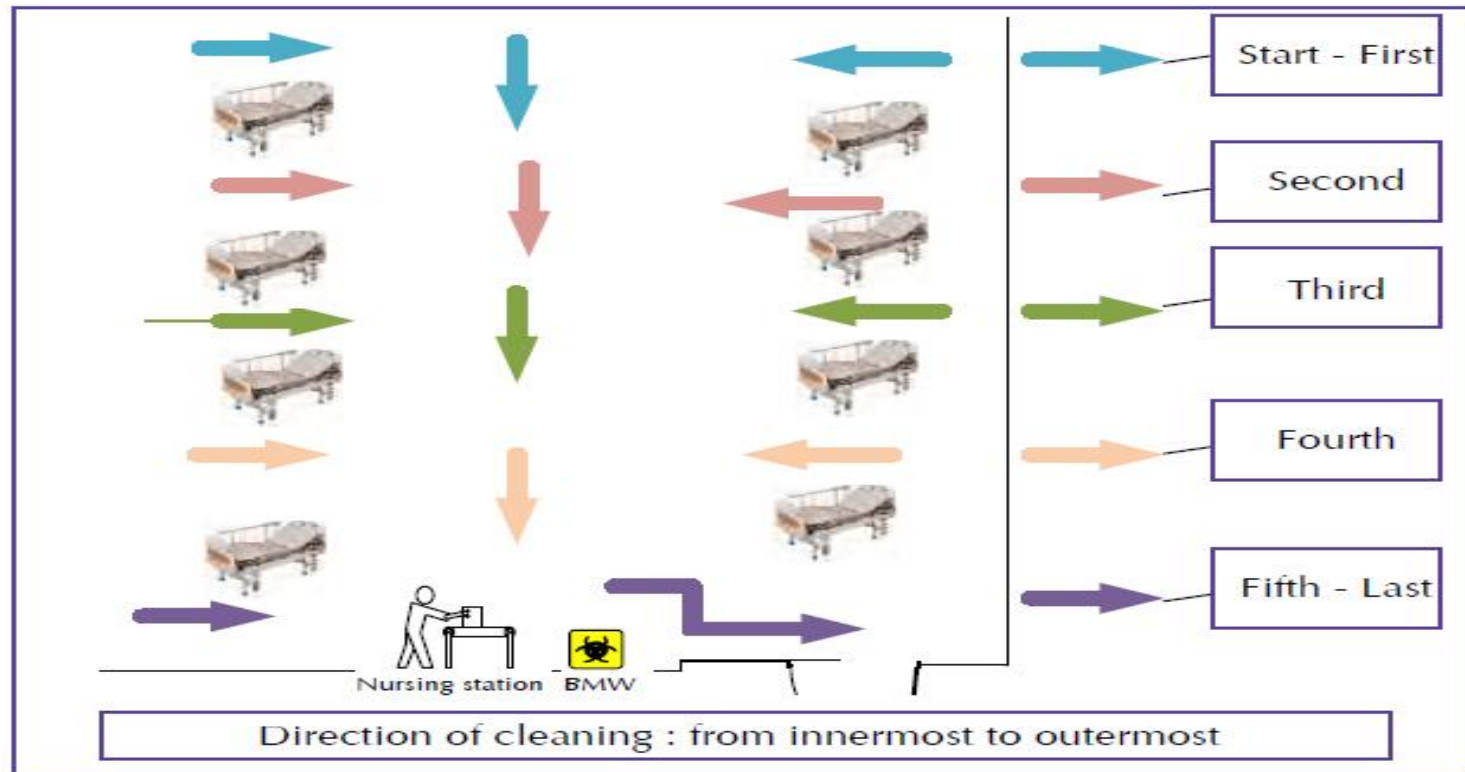 Start - First
Second
Third
Fourth
Fifth - Last
Nursing station BMW
Direction of cleaning : from innermost to outermost